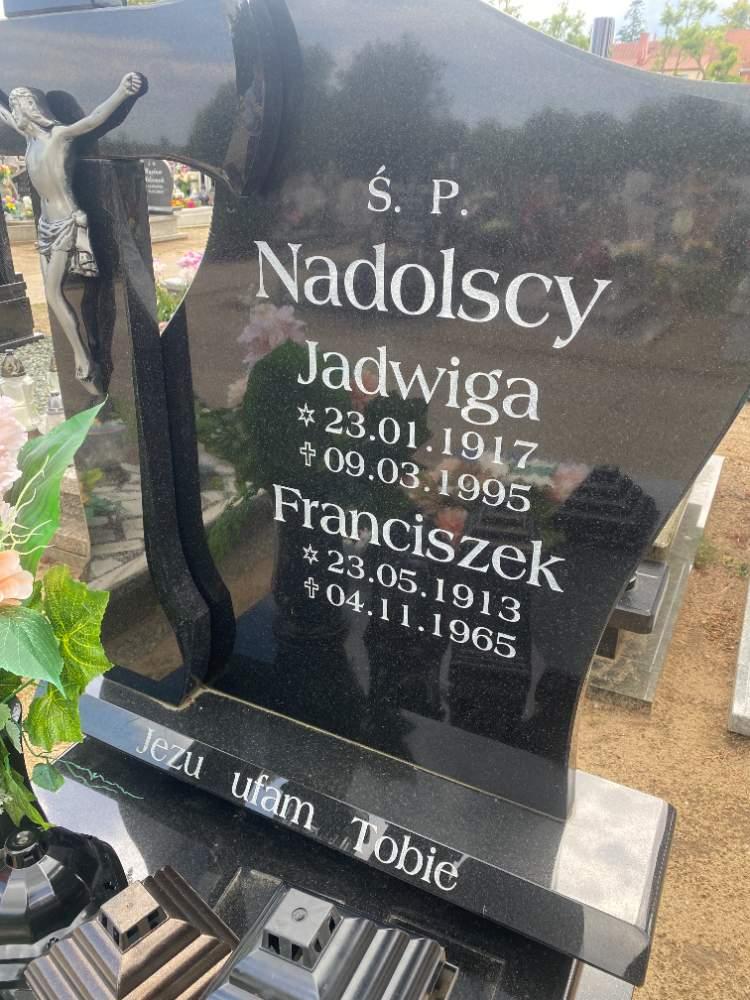 Ś. P.
Nadolscy
Jadwiga
✡ 23.01.1917
✝ 09.03.1995
Franciszek
✡ 23.05.1913
✝ 04.11.1965
Jezu ufam Tobie